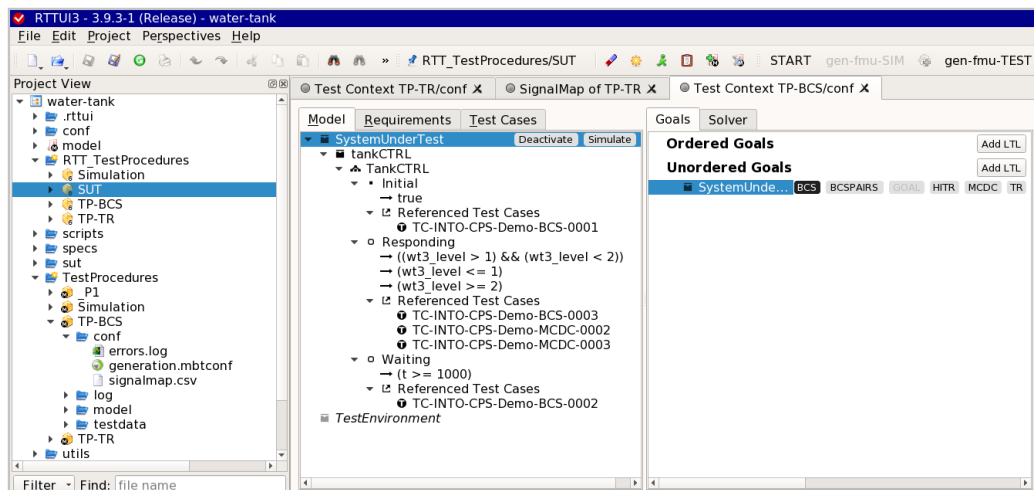 RTTUI3 - 3.9.3-1 (Release) - water-tank
File Edit Project Perspectives Help
» RTT_TestProcedures/SUT START gen-fmu-SIM gen-fmu-TEST
Project View
water-tank
.rttui
conf
model
RTT_TestProcedures
Simulation
SUT
TP-BCS
TP-TR
scripts
specs
sut
TestProcedures
_P1
Simulation
TP-BCS
conf
errors.log
generation.mbtconf
signalmap.csv
log
model
testdata
TP-TR
utils
Filter Find: file name
Test Context TP-TR/conf SignalMap of TP-TR Test Context TP-BCS/conf
Model Requirements Test Cases
SystemUnderTest Deactivate Simulate
tankCTRL
TankCTRL
Initial
→ true
Referenced Test Cases
TC-INTO-CPS-Demo-BCS-0001
Responding
→ ((wt3_level > 1) && (wt3_level < 2))
→ (wt3_level <= 1)
→ (wt3_level >= 2)
Referenced Test Cases
TC-INTO-CPS-Demo-BCS-0003
TC-INTO-CPS-Demo-MCDC-0002
TC-INTO-CPS-Demo-MCDC-0003
Waiting
→ (t >= 1000)
Referenced Test Cases
TC-INTO-CPS-Demo-BCS-0002
TestEnvironment
Goals Solver
Ordered Goals Add LTL
Unordered Goals Add LTL
SystemUnde... BCS BCSPAIRS GOAL HITR MCDC TR